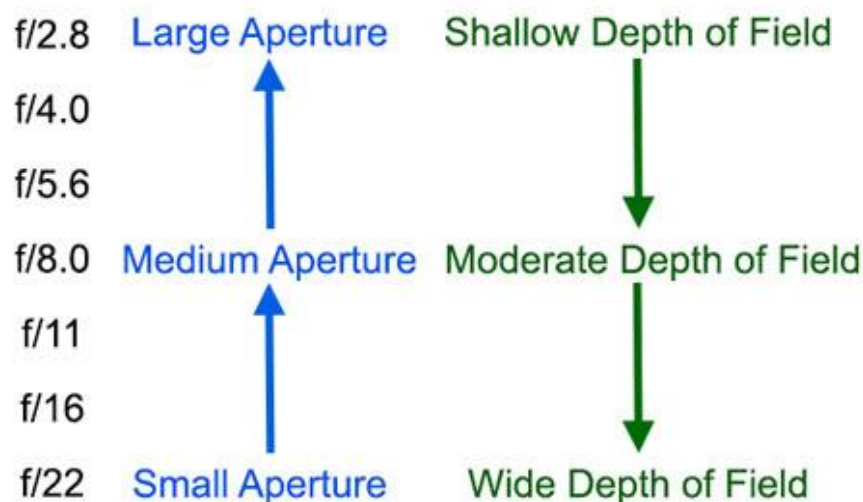 f/2.8 Large Aperture Shallow Depth of Field
f/4.0
f/5.6
f/8.0 Medium Aperture Moderate Depth of Field
f/11
f/16
f/22 Small Aperture Wide Depth of Field